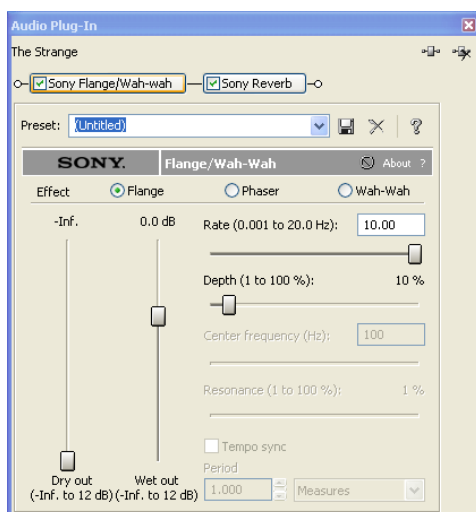 Audio Plug-In
The Strange
Sony Flange/Wah-wah Sony Reverb
Preset: (Untitled)
SONY. Flange/Wah-Wah About ?
Effect Flange Phaser Wah-Wah
-Inf. 0.0 dB Rate (0.001 to 20.0 Hz): 10.00
Depth (1 to 100 %): 10 %
Center frequency (Hz): 100
Resonance (1 to 100 %): 1 %
Tempo sync
Period
Dry out Wet out 1.000 Measures
(-Inf. to 12 dB) (-Inf. to 12 dB)